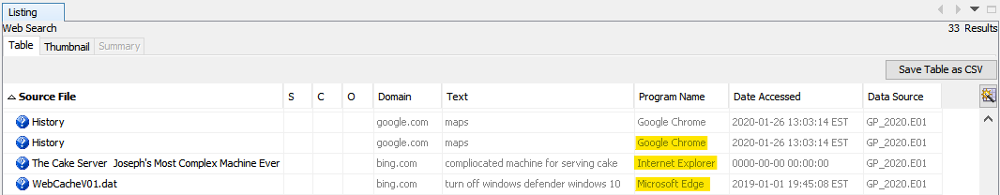 Listing
Web Search 33 Results
Table Thumbnail Summary
Save Table as CSV
Source File S C O Domain Text Program Name Date Accessed Data Source
History google.com maps Google Chrome 2020-01-26 13:03:14 EST GP_2020.E01
History google.com maps Google Chrome 2020-01-26 13:03:14 EST GP_2020.E01
The Cake Server Joseph's Most Complex Machine Ever bing.com compliocated machine for serving cake Internet Explorer 0000-00-00 00:00:00 GP_2020.E01
WebCacheV01.dat bing.com turn off windows defender windows 10 Microsoft Edge 2019-01-01 19:45:08 EST GP_2020.E01